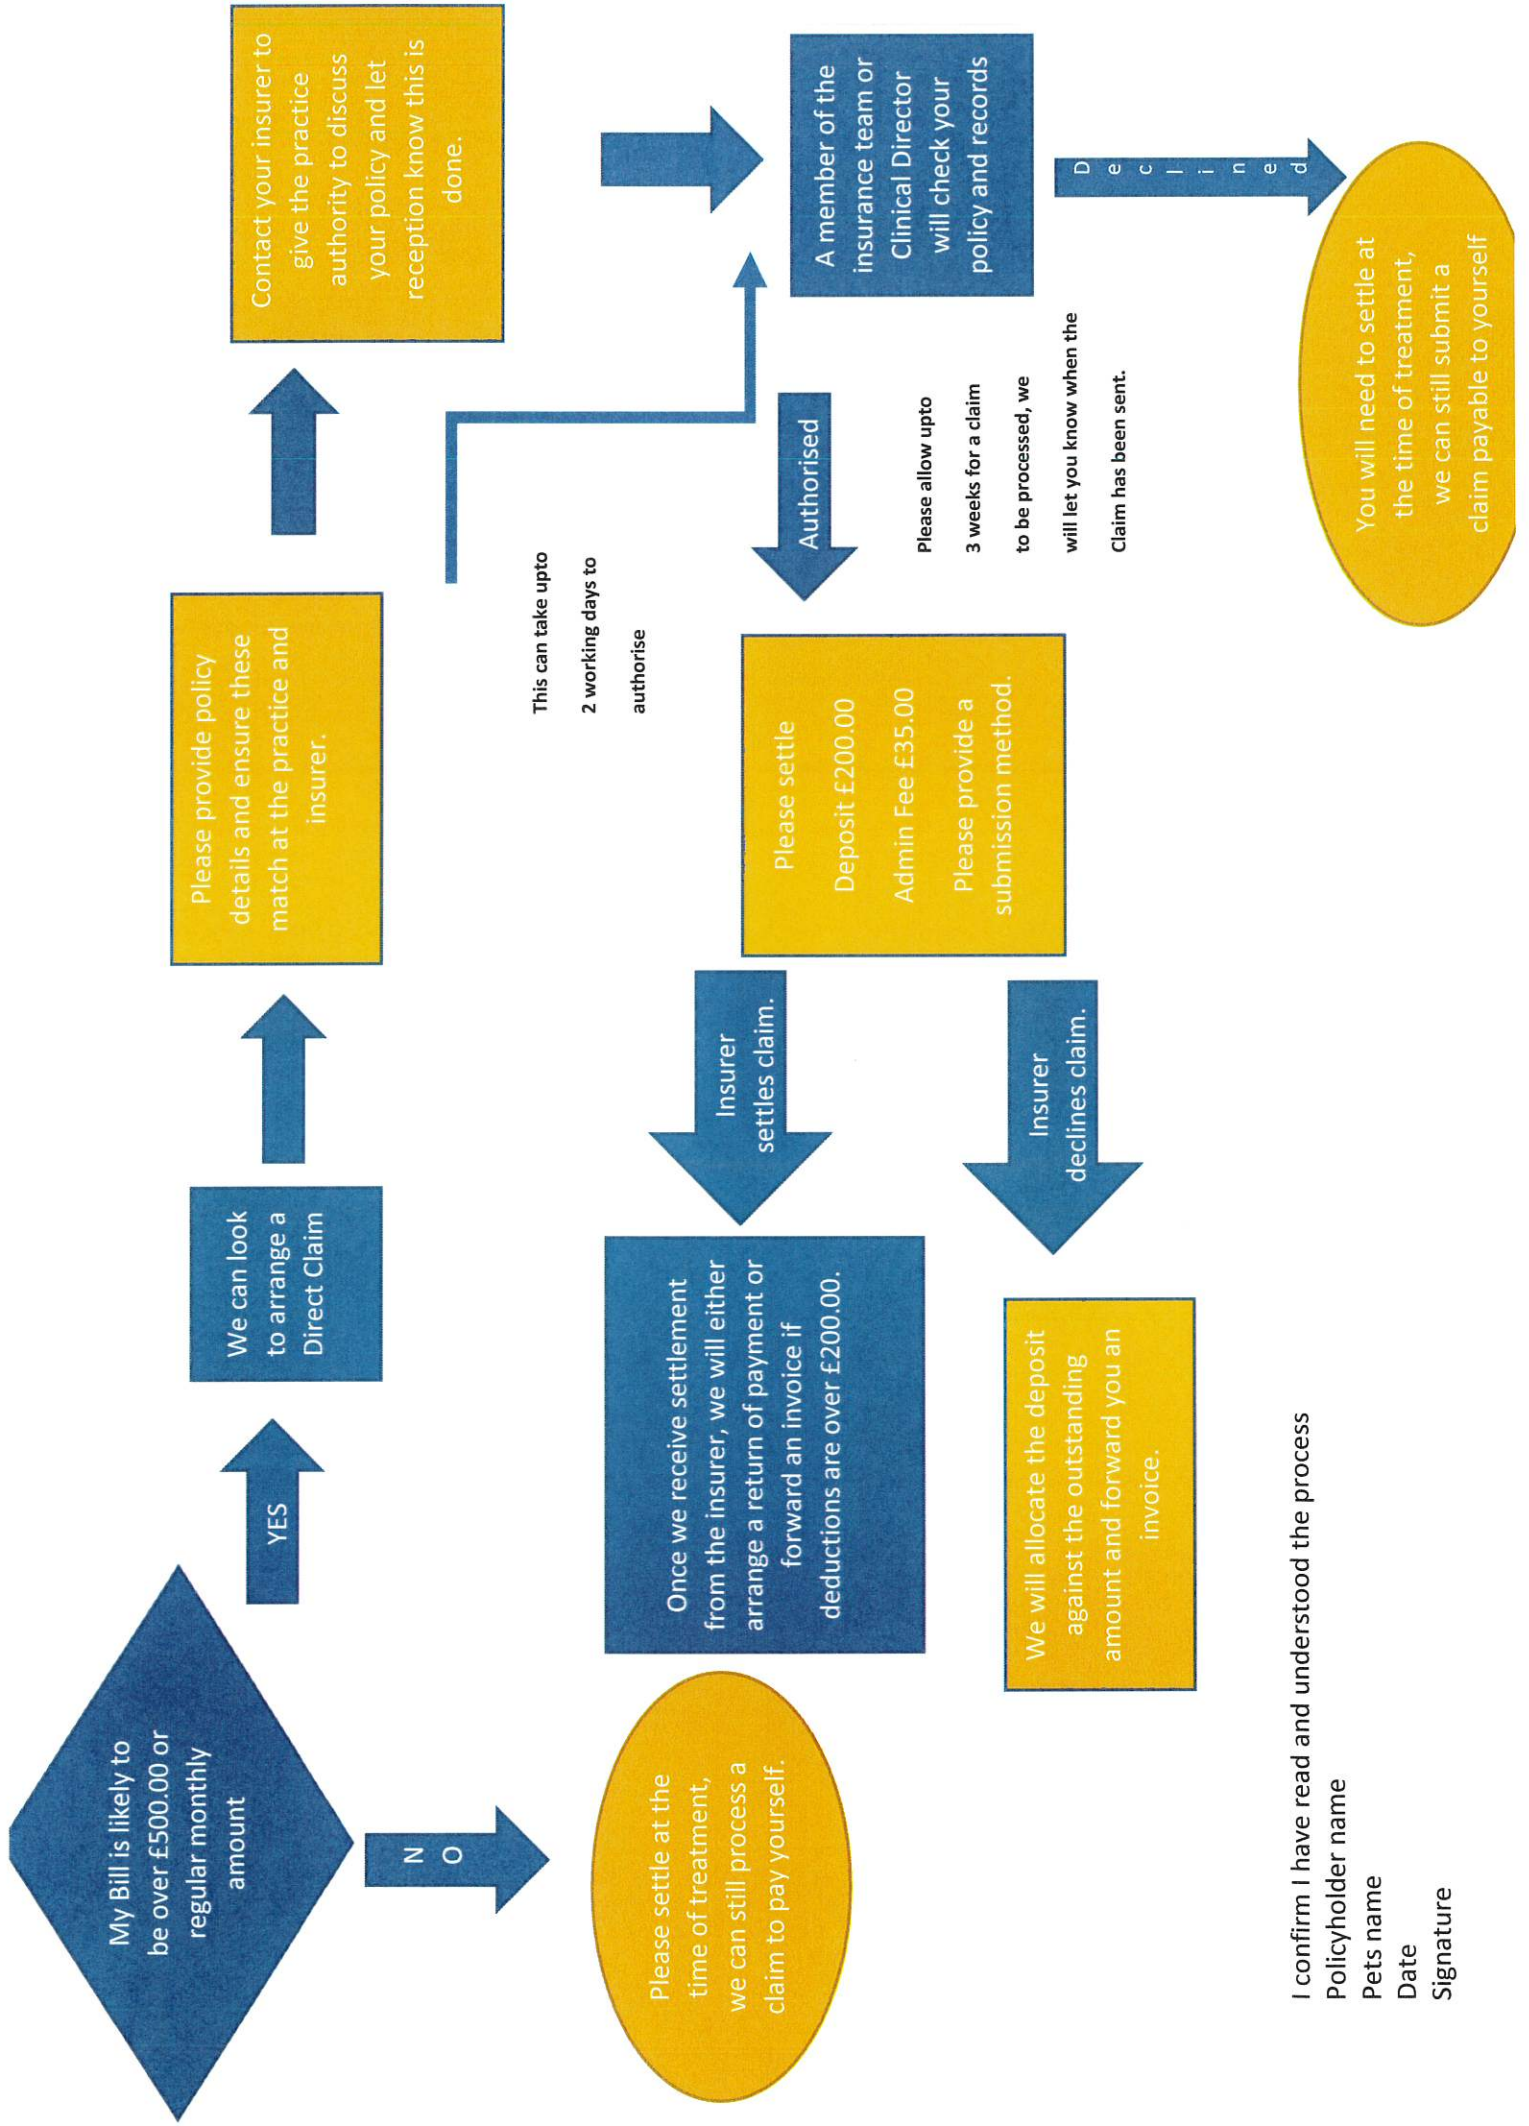 My Bill is likely to
be over £500.00 or
regular monthly
amount
YES
We can look
to arrange a
Direct Claim
Please provide policy
details and ensure these
match at the practice and
insurer.
Contact your insurer to
give the practice
authority to discuss
your policy and let
reception know this is
done.
N
O
Please settle at the
time of treatment,
we can still process a
claim to pay yourself.
This can take upto
2 working days to
authorise
A member of the
insurance team or
Clinical Director
will check your
policy and records
Authorised
Please allow upto
3 weeks for a claim
to be processed, we
will let you know when the
Claim has been sent.
D
e
c
l
i
n
e
d
You will need to settle at
the time of treatment,
we can still submit a
claim payable to yourself
Please settle
Deposit £200.00
Admin Fee £35.00
Please provide a
submission method.
Insurer
settles claim.
Once we receive settlement
from the insurer, we will either
arrange a return of payment or
forward an invoice if
deductions are over £200.00.
Insurer
declines claim.
We will allocate the deposit
against the outstanding
amount and forward you an
invoice.
I confirm I have read and understood the process
Policyholder name
Pets name
Date
Signature